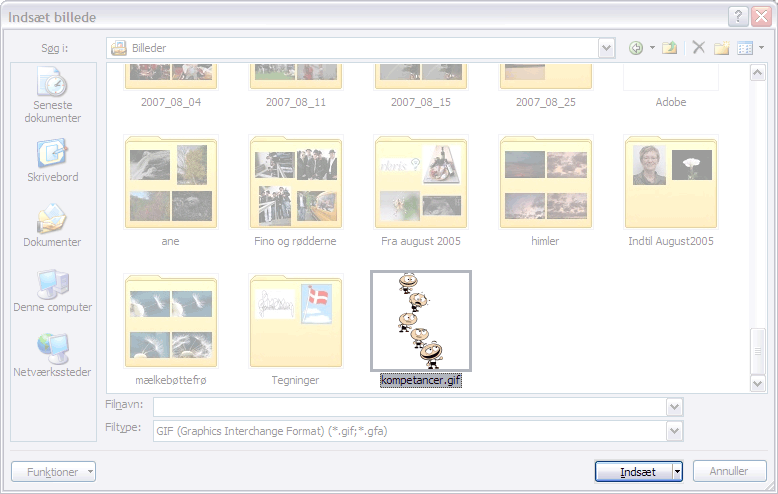 Indsæt billede
Søg i:
Billeder
Seneste
dokumenter
Skrivebord
Dokumenter
Denne computer
Netværkssteder
2007_08_04
2007_08_11
2007_08_15
2007_08_25
Adobe
ane
Fino og rødderne
Fra august 2005
himler
Indtil August2005
mælkebøttefrø
Tegninger
kompetancer.gif
Filnavn:
Filtype:
GIF (Graphics Interchange Format) (*.gif;*.gfa)
Funktioner
Indsæt
Annuller